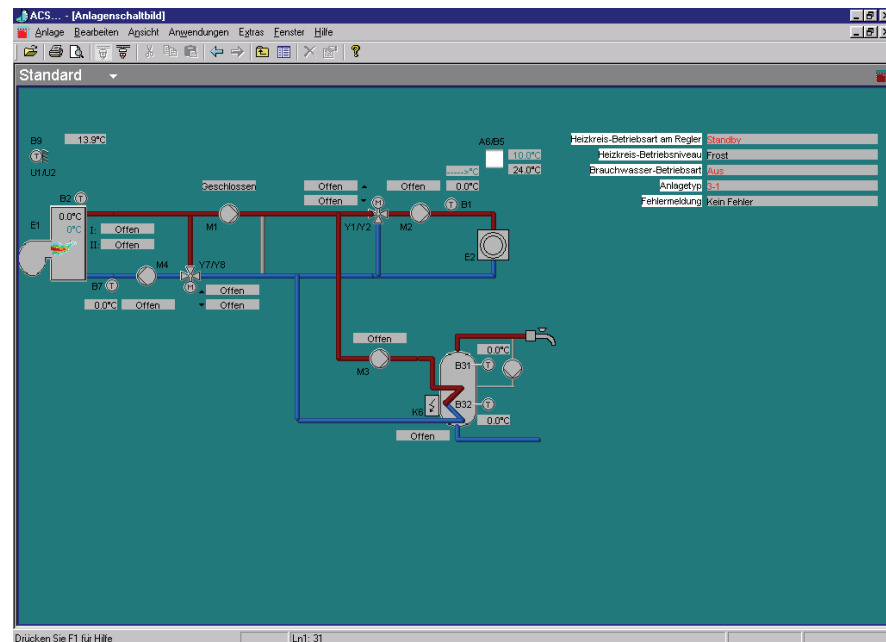 ACS... - [Anlagenschaltbild]
Anlage Bearbeiten Ansicht Anwendungen Extras Fenster Hilfe
Standard
B9 13.9°C
U1/U2
A6/B5
10.0°C
----->°C 24.0°C
Heizkreis-Betriebsart am Regler Standby
Heizkreis-Betriebsniveau Frost
Brauchwasser-Betriebsart Aus
Anlagetyp 3-1
Fehlermeldung Kein Fehler
Geschlossen Offen Offen 0.0°C
Offen
B2 T
M1 Y1/Y2 M M2 T B1
E1 0.0°C
0°C I: Offen
II: Offen
E2
M4 Y7/Y8
B7 T M Offen
0.0°C Offen Offen
Offen
M3
0.0°C
B31 T
K6 B32 T
0.0°C
Offen
Drücken Sie F1 für Hilfe Ln1: 31